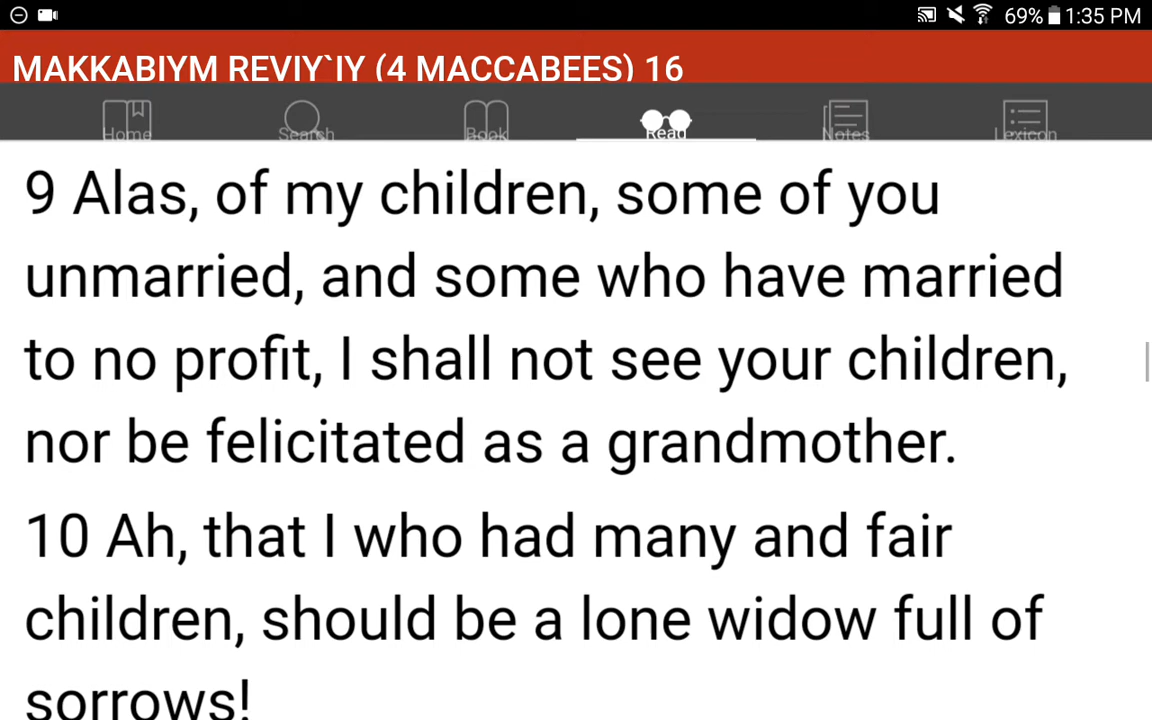 69% 1:35 PM
MAKKABIYM REVIY`IY (4 MACCABEES) 16
Home Search Book Read Notes Lexicon
9 Alas, of my children, some of you
unmarried, and some who have married
to no profit, I shall not see your children,
nor be felicitated as a grandmother.
10 Ah, that I who had many and fair
children, should be a lone widow full of
sorrows!